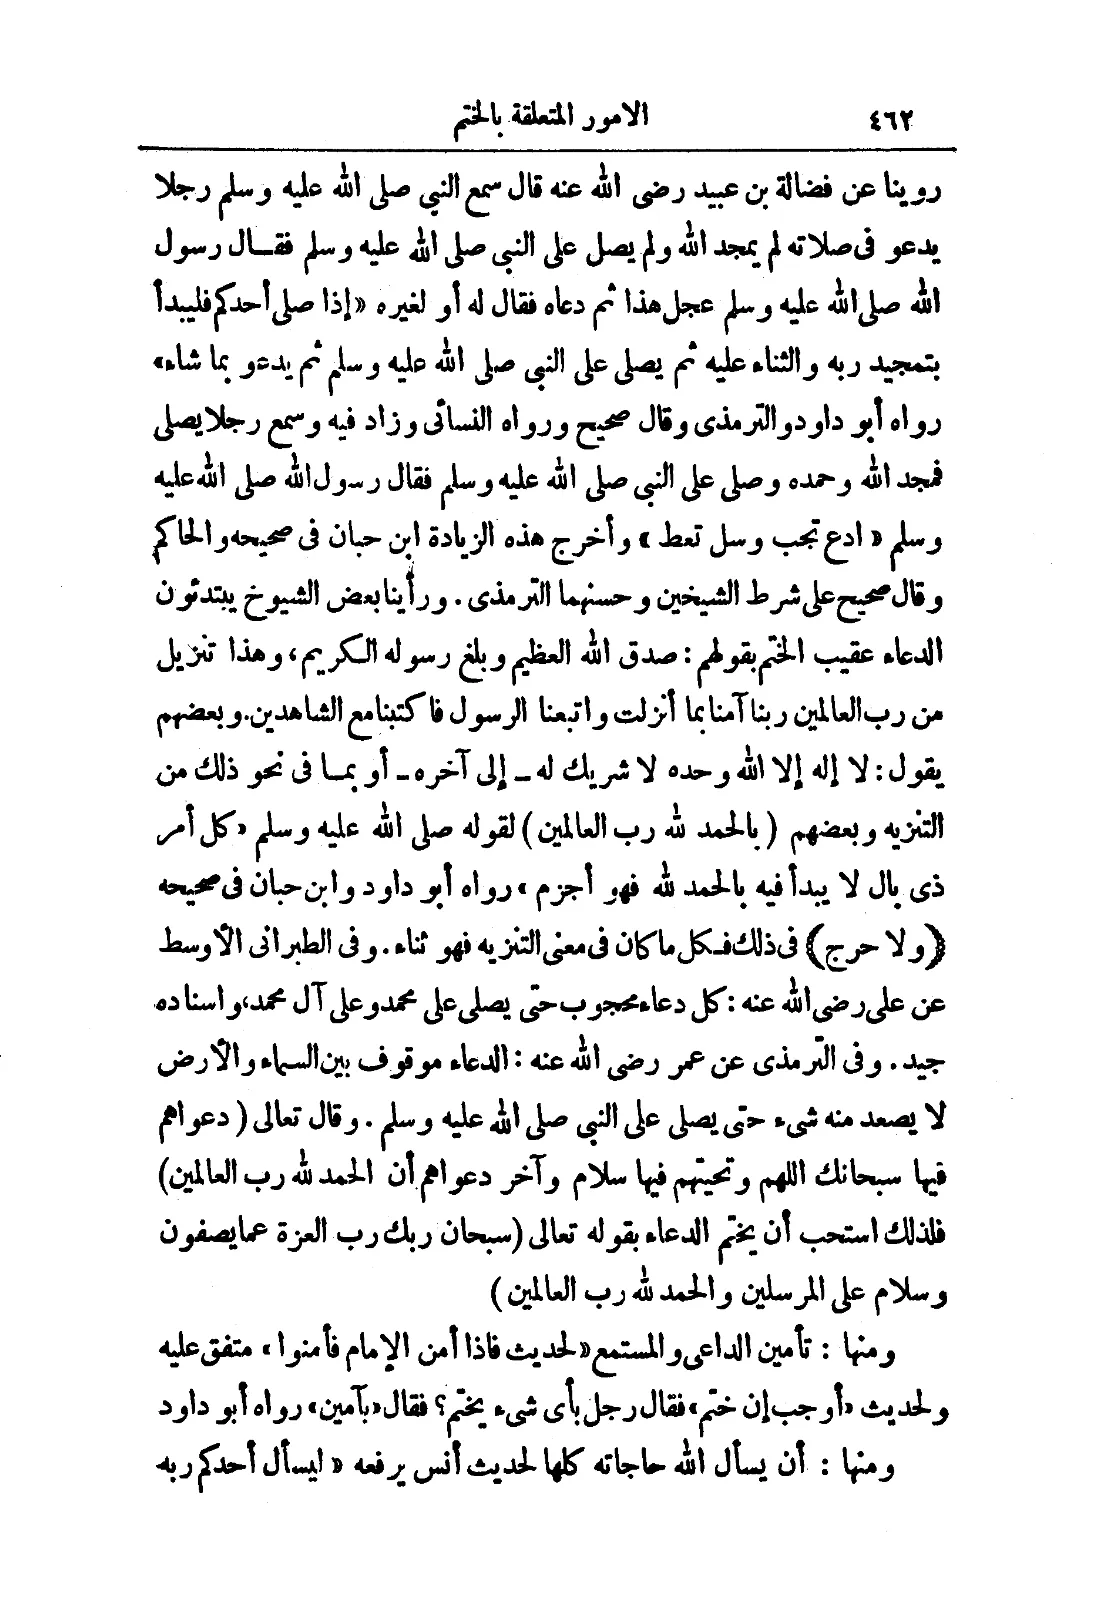 ٤٦٢ الامور المتعلقة بالختم
روينا عن فضالة بن عبيد رضى الله عنه قال سمع النبي صلى الله عليه وسلم رجلا
يدعو فى صلاته لم يمجد الله ولم يصل على النبي صلى الله عليه وسلم فقال رسول
الله صلى الله عليه وسلم عجل هذا ثم دعاه فقال له أو لغيره «إذا صلى أحدكم فليبدأ
بتمجيد ربه والثناء عليه ثم يصلى على النبي صلى الله عليه وسلم ثم يدعو بما شاء»
رواه أبو داود والترمذى وقال صحيح ورواه النسائى وزاد فيه وسمع رجلا يصلى
فمجد الله وحمده وصلى على النبي صلى الله عليه وسلم فقال رسول الله صلى الله عليه
وسلم « ادع تجب وسل تعط » وأخرج هذه الزيادة ابن حبان فى صحيحه والحاكم
وقال صحيح على شرط الشيخين وحسنهما الترمذى . ورأينا بعض الشيوخ يبتدئون
الدعاء عقيب الختم بقولهم : صدق الله العظيم وبلغ رسوله الكريم، وهذا تنزيل
من رب العالمين ربنا آمنا بما أنزلت واتبعنا الرسول فاكتبنا مع الشاهدين. وبعضهم
يقول : لا إله إلا الله وحده لا شريك له ـ إلى آخره ـ أو بما فى نحو ذلك من
التنزيه وبعضهم ( بالحمد لله رب العالمين ) لقوله صلى الله عليه وسلم «كل أمر
ذى بال لا يبدأ فيه بالحمد لله فهو أجزم » رواه أبو داود وابن حبان فى صحيحه
(ولا حرج) فى ذلك فكل ما كان فى معنى التنزيه فهو ثناء . وفى الطبرانى الأوسط
عن على رضى الله عنه : كل دعاء محجوب حتى يصلى على محمد وعلى آل محمد، واسناده
جيد . وفى الترمذى عن عمر رضى الله عنه : الدعاء موقوف بين السماء والأرض
لا يصعد منه شىء حتى يصلى على النبي صلى الله عليه وسلم . وقال تعالى ( دعواهم
فيها سبحانك اللهم وتحيتهم فيها سلام وآخر دعواهم أن الحمد لله رب العالمين)
فلذلك استحب أن يختم الدعاء بقوله تعالى (سبحان ربك رب العزة عما يصفون
وسلام على المرسلين والحمد لله رب العالمين )
ومنها : تأمين الداعى والمستمع «لحديث فاذا أمن الإمام فأمنوا» متفق عليه
ولحديث «أوجب إن ختم» فقال رجل بأى شىء يختم؟ فقال «بآمين» رواه أبو داود
ومنها : أن يسأل الله حاجاته كلها لحديث أنس يرفعه « ليسأل أحدكم ربه